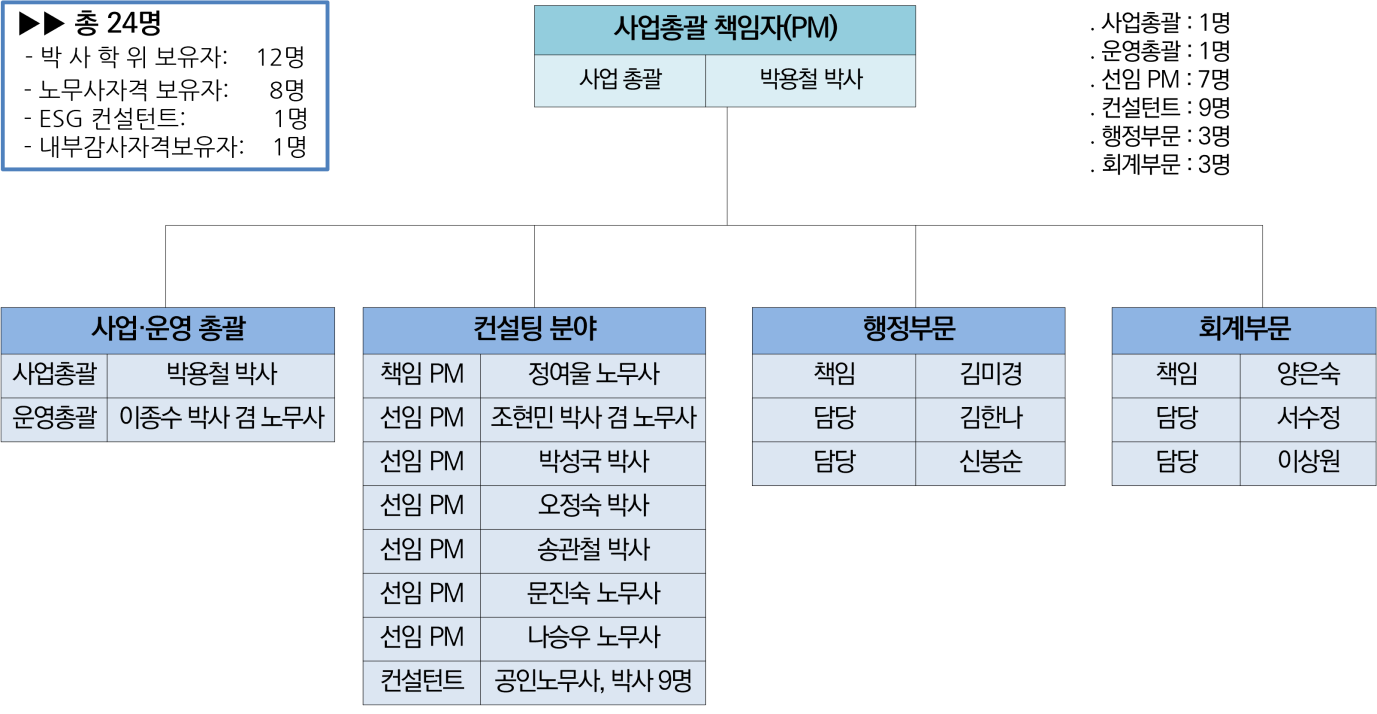 ▶▶ 총 24명
- 박 사 학 위 보유자: 12명
- 노무사자격 보유자: 8명
- ESG 컨설턴트: 1명
- 내부감사자격보유자: 1명
사업총괄 책임자(PM)
사업 총괄 박용철 박사
. 사업총괄 : 1명
. 운영총괄 : 1명
. 선임 PM : 7명
. 컨설턴트 : 9명
. 행정부문 : 3명
. 회계부문 : 3명
사업·운영 총괄
사업총괄 박용철 박사
운영총괄 이종수 박사 겸 노무사
컨설팅 분야
책임 PM 정여울 노무사
선임 PM 조현민 박사 겸 노무사
선임 PM 박성국 박사
선임 PM 오정숙 박사
선임 PM 송관철 박사
선임 PM 문진숙 노무사
선임 PM 나승우 노무사
컨설턴트 공인노무사, 박사 9명
행정부문
책임 김미경
담당 김한나
담당 신봉순
회계부문
책임 양은숙
담당 서수정
담당 이상원